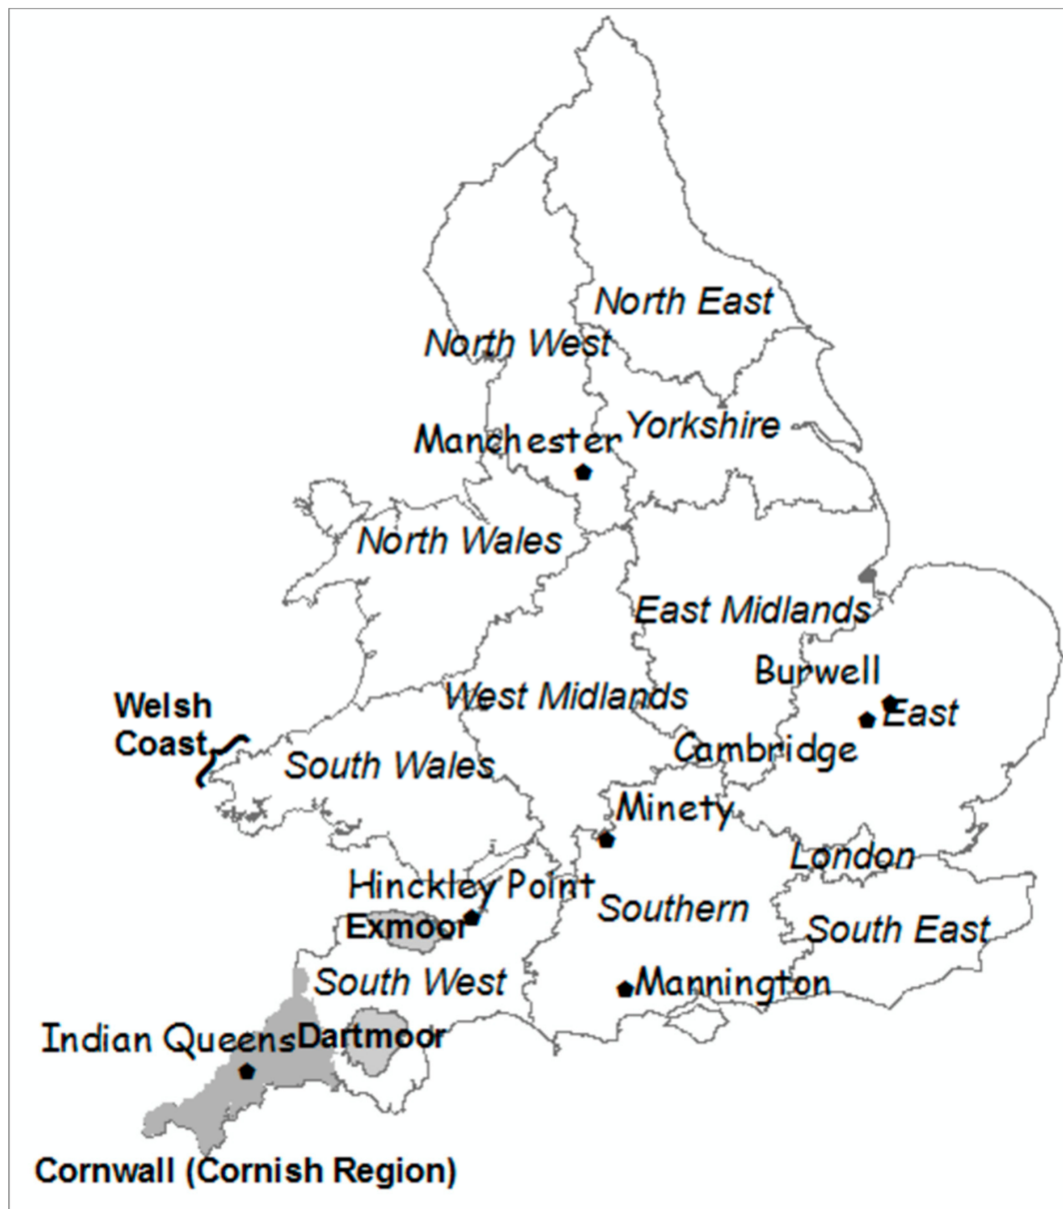 North East
North West
Yorkshire
Manchester
North Wales
East Midlands
Burwell
West Midlands
East
Welsh
Coast
Cambridge
South Wales
Minety
London
Hinckley Point
Southern
Exmoor
South East
South West
Mannington
Indian Queens
Dartmoor
Cornwall (Cornish Region)